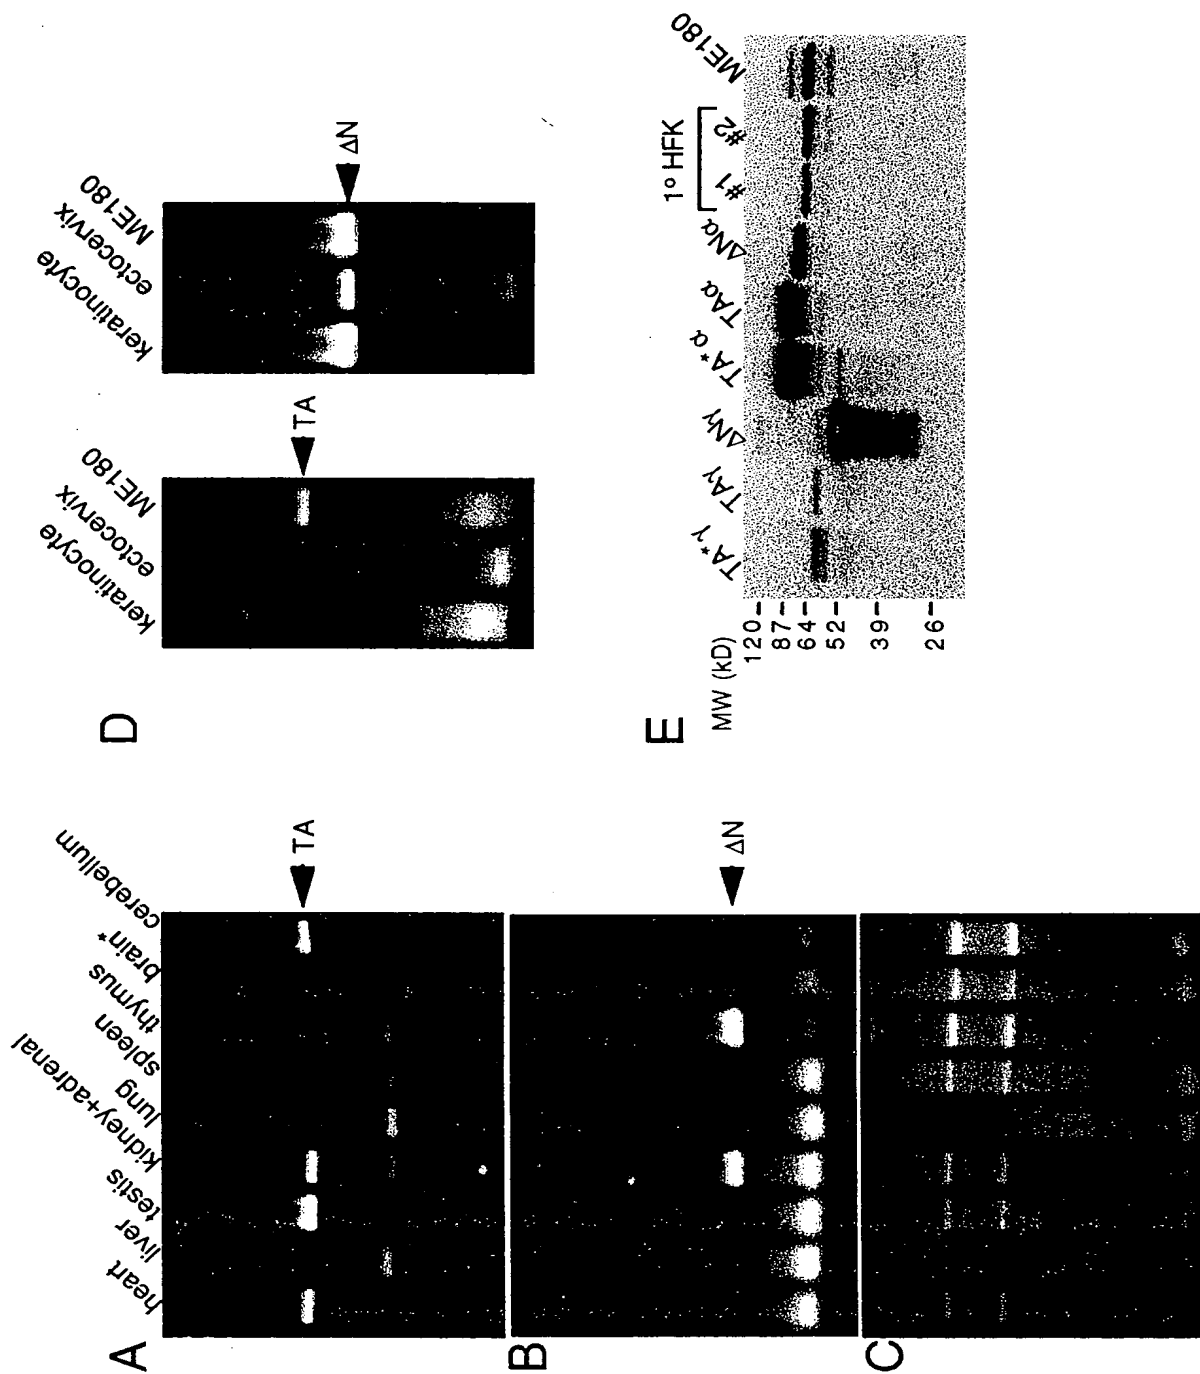 A
heart
liver
testis
kidney+adrenal
lung
spleen
thymus
brain*
cerebellum
TA
B
ΔN
C
D
keratinocyte
ectocervix
ME180
TA
keratinocyte
ectocervix
ME180
ΔN
E
MW (kD)
120
87
64
52
39
26
TA*γ
TAγ
ΔNγ
TA*α
TAα
ΔNα
1º HFK
#1
#2
ME180